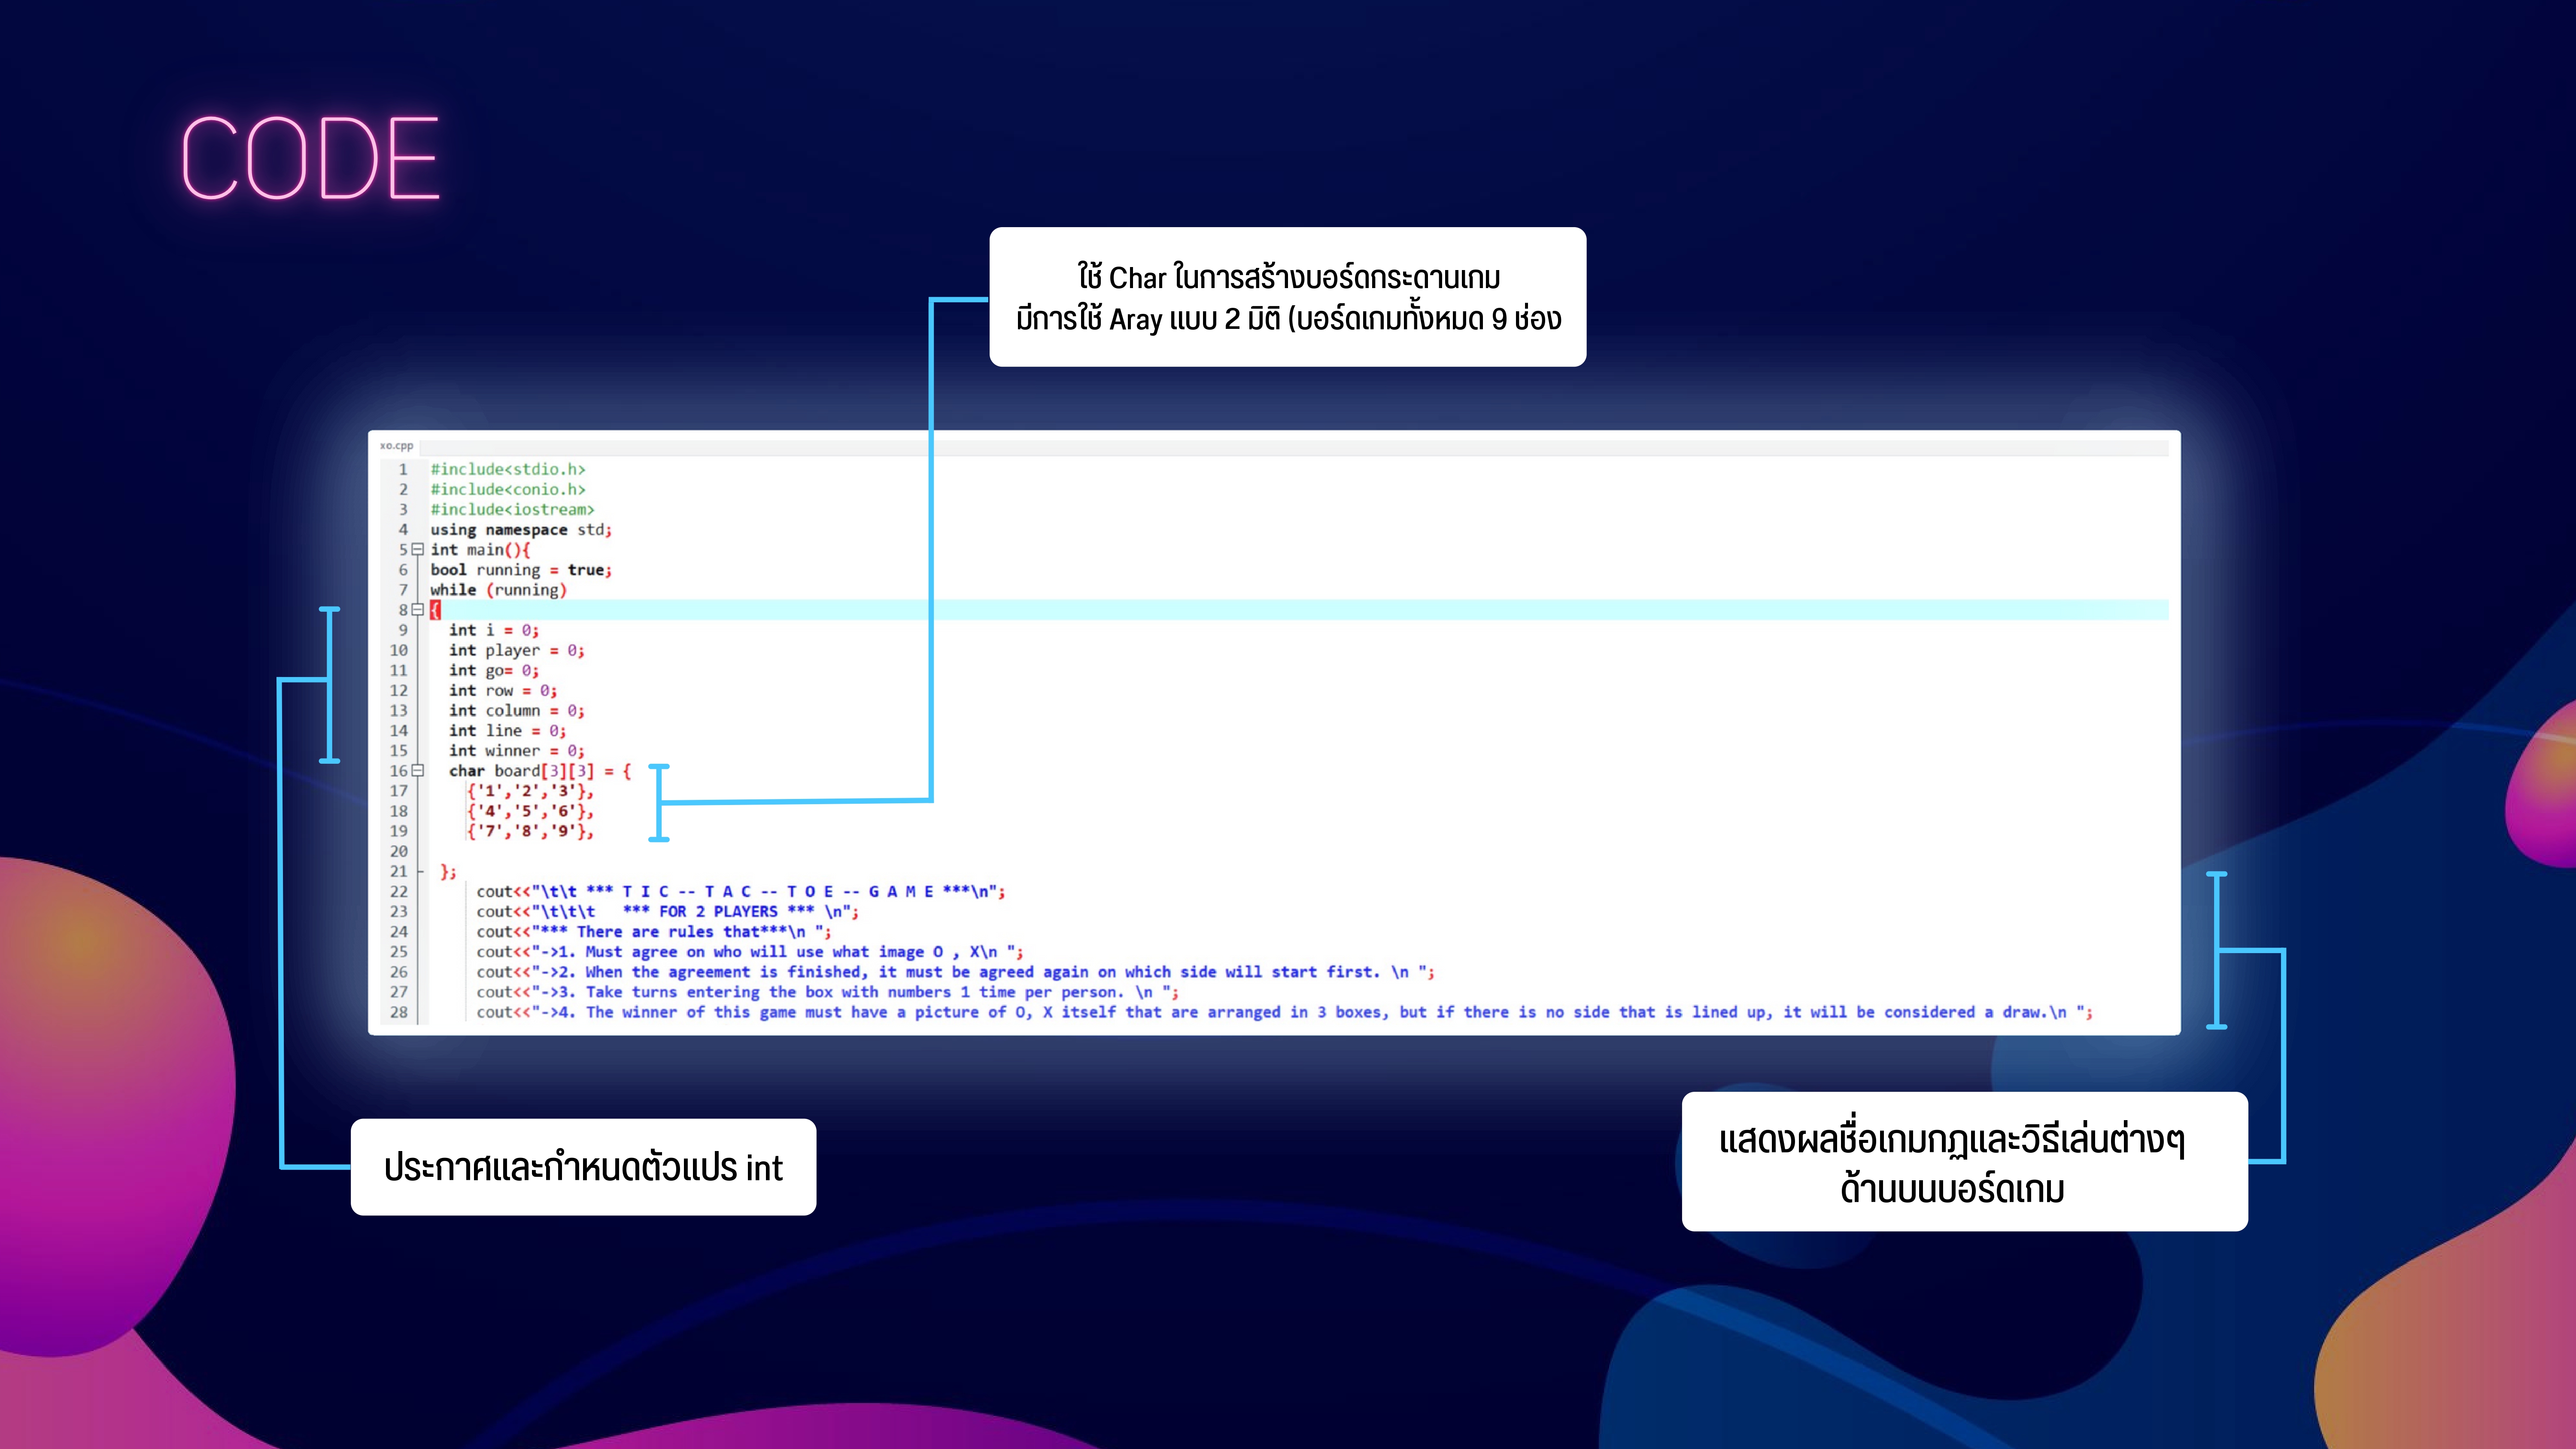 CODE
ใช้ Char ในการสร้างบอร์ดกระดานเกม
มีการใช้ Aray แบบ 2 มิติ (บอร์ดเกมทั้งหมด 9 ช่อง
xo.cpp
1 #include<stdio.h>
2 #include<conio.h>
3 #include<iostream>
4 using namespace std;
5 int main(){
6 bool running = true;
7 while (running)
8 {
9 int i = 0;
10 int player = 0;
11 int go= 0;
12 int row = 0;
13 int column = 0;
14 int line = 0;
15 int winner = 0;
16 char board[3][3] = {
17 {'1','2','3'},
18 {'4','5','6'},
19 {'7','8','9'},
20
21 };
22 cout<<"\t\t *** T I C -- T A C -- T O E -- G A M E ***\n";
23 cout<<"\t\t\t   *** FOR 2 PLAYERS *** \n";
24 cout<<"*** There are rules that***\n ";
25 cout<<"->1. Must agree on who will use what image O , X\n ";
26 cout<<"->2. When the agreement is finished, it must be agreed again on which side will start first. \n ";
27 cout<<"->3. Take turns entering the box with numbers 1 time per person. \n ";
28 cout<<"->4. The winner of this game must have a picture of O, X itself that are arranged in 3 boxes, but if there is no side that is lined up, it will be considered a draw.\n ";
ประกาศและกำหนดตัวแปร int
แสดงผลชื่อเกมกฏและวิธีเล่นต่างๆ
ด้านบนบอร์ดเกม